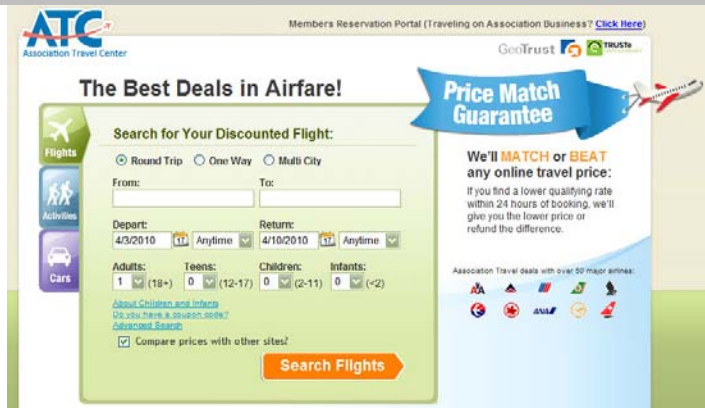 ATC
Association Travel Center
Members Reservation Portal (Traveling on Association Business? Click Here)
GeoTrust
TRUSTe
The Best Deals in Airfare!
Price Match
Guarantee
Flights
Activities
Cars
Search for Your Discounted Flight:
Round Trip One Way Multi City
From: To:
Depart: Return:
4/3/2010 17 Anytime 4/10/2010 17 Anytime
Adults: Teens: Children: Infants:
1 (18+) 0 (12-17) 0 (2-11) 0 (<2)
About Children and Infants
Do you have a coupon code?
Advanced Search
Compare prices with other sites?
Search Flights
We'll MATCH or BEAT
any online travel price:
If you find a lower qualifying rate
within 24 hours of booking, we'll
give you the lower price or
refund the difference.
Association Travel deals with over 50 major airlines:
AA
ANA